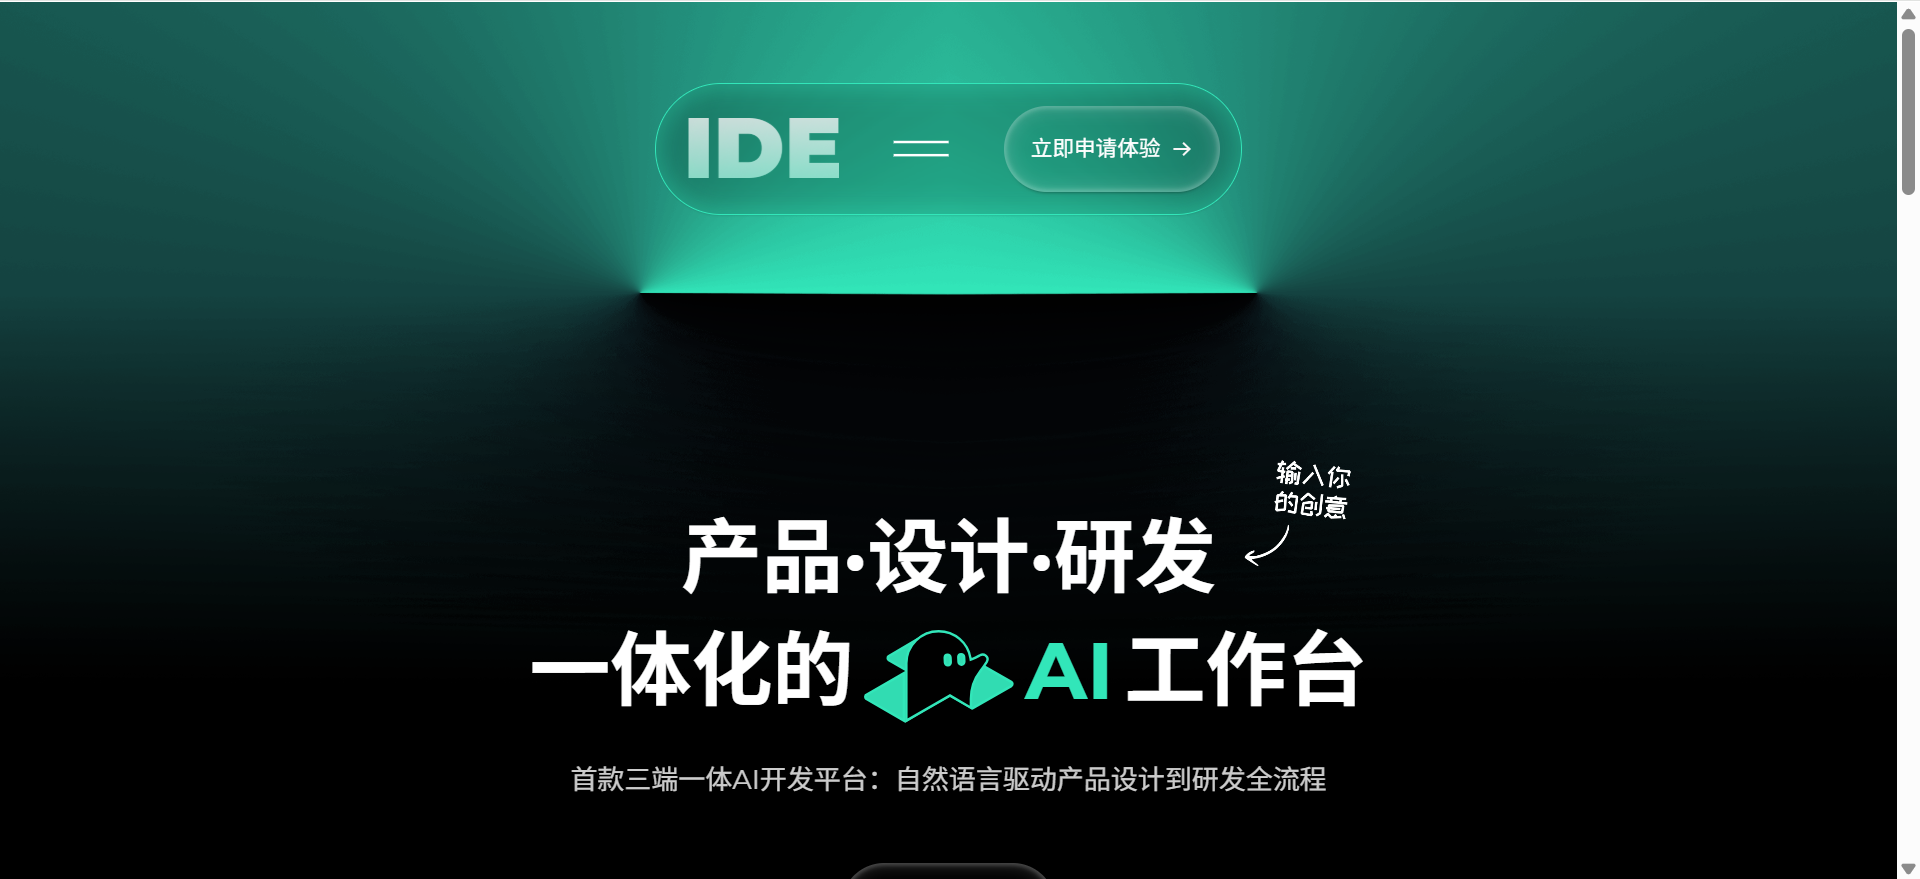 IDE
立即申请体验
输入你
的创意
产品·设计·研发
一体化的 AI 工作台
首款三端一体AI开发平台：自然语言驱动产品设计到研发全流程